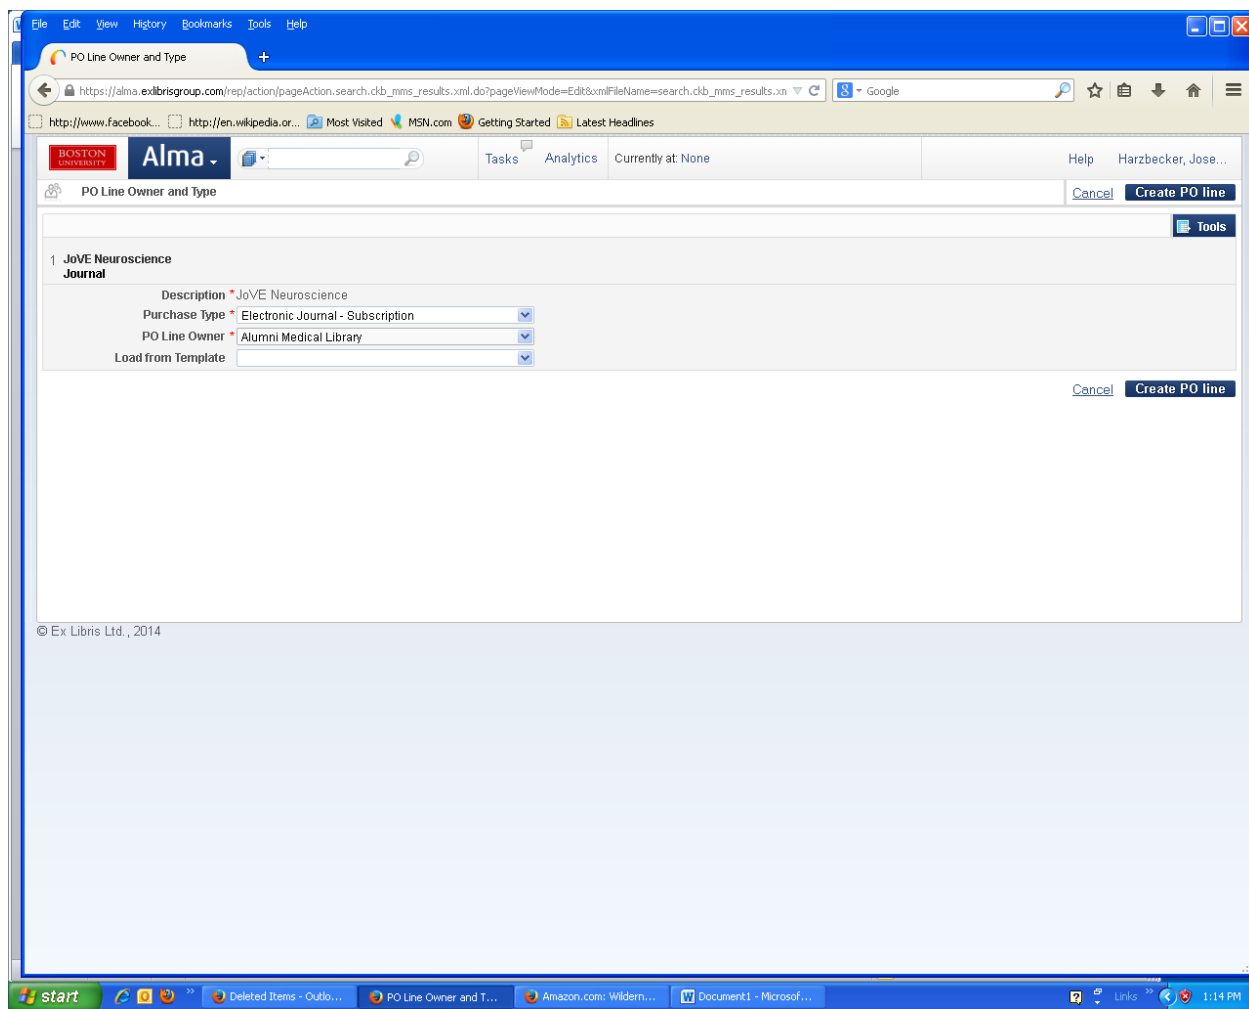 File Edit View History Bookmarks Tools Help
PO Line Owner and Type +
https://alma.exlibrisgroup.com/rep/action/pageAction.search.ckb_mms_results.xml.do?pageViewMode=Edit&xmlFileName=search.ckb_mms_results.xn 8 Google
http://www.facebook... http://en.wikipedia.or... Most Visited MSN.com Getting Started Latest Headlines
BOSTON UNIVERSITY Alma Tasks Analytics Currently at: None Help Harzbecker, Jose...
PO Line Owner and Type Cancel Create PO line
Tools
1 JoVE Neuroscience
Journal
Description *JoVE Neuroscience
Purchase Type * Electronic Journal - Subscription
PO Line Owner * Alumni Medical Library
Load from Template
Cancel Create PO line
© Ex Libris Ltd., 2014
start Deleted Items - Outlo... PO Line Owner and T... Amazon.com: Wildern... Document1 - Microsof... Links 1:14 PM